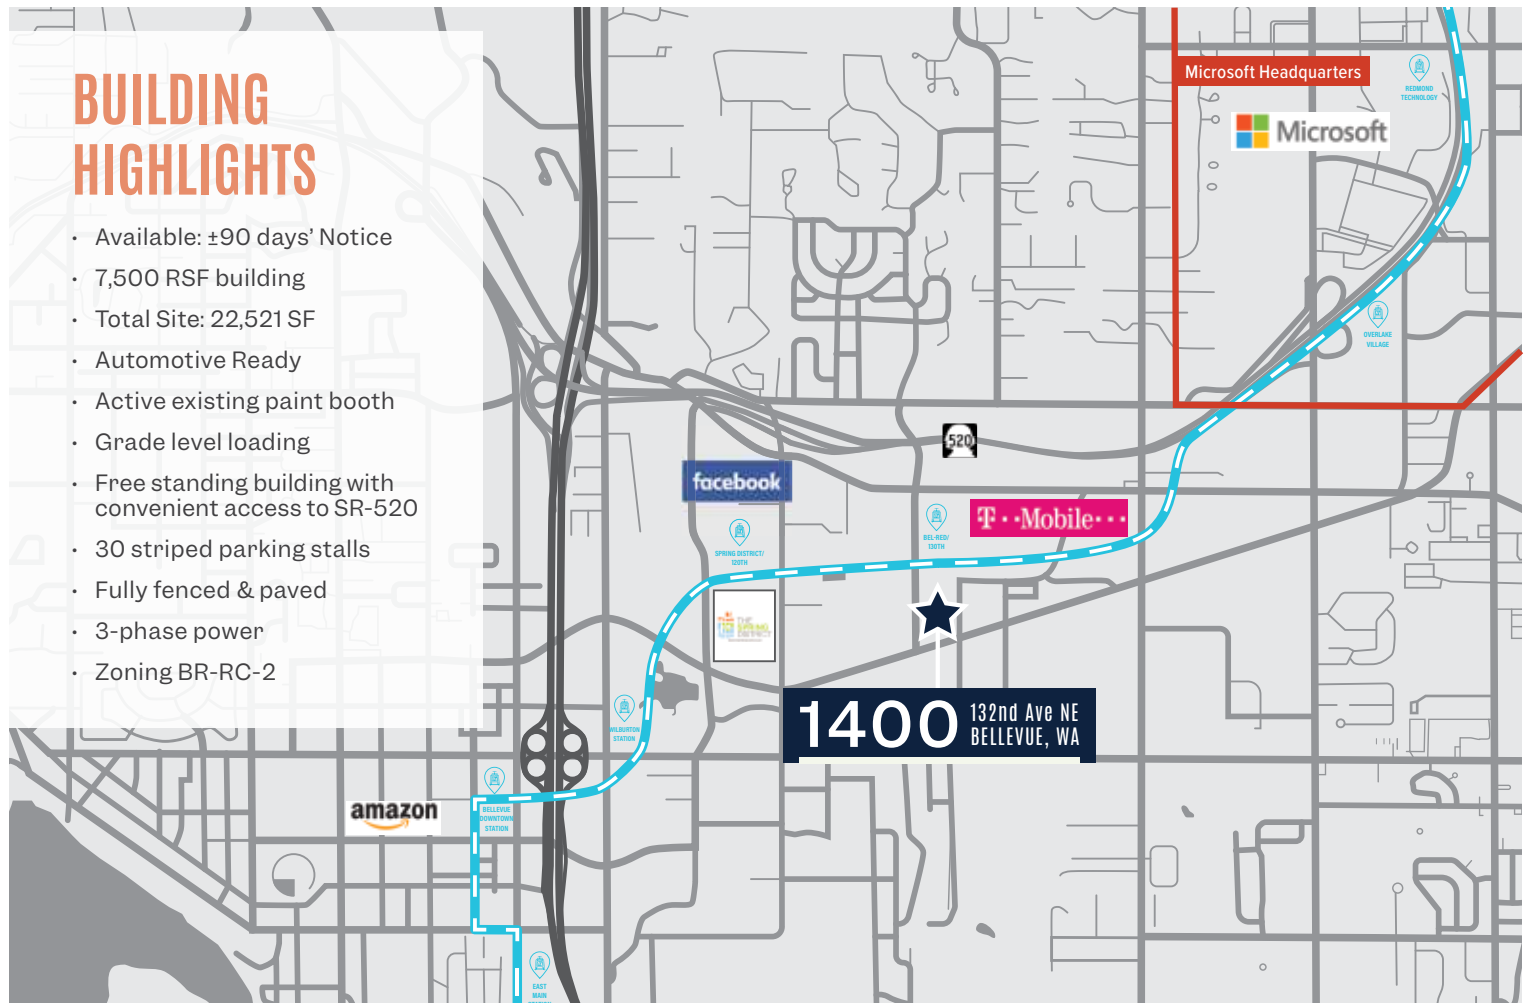 BUILDING
HIGHLIGHTS
· Available: ±90 days’ Notice
· 7,500 RSF building
· Total Site: 22,521 SF
· Automotive Ready
· Active existing paint booth
· Grade level loading
· Free standing building with
convenient access to SR-520
· 30 striped parking stalls
· Fully fenced & paved
· 3-phase power
· Zoning BR-RC-2
Microsoft Headquarters
Microsoft
REDMOND
TECHNOLOGY
OVERLAKE
VILLAGE
520
facebook
T··Mobile···
SPRING DISTRICT/
120TH
BEL-RED/
130TH
THE
SPRING
DISTRICT
WILBURTON
STATION
1400
132nd Ave NE
BELLEVUE, WA
amazon
BELLEVUE
DOWNTOWN
STATION
EAST
MAIN